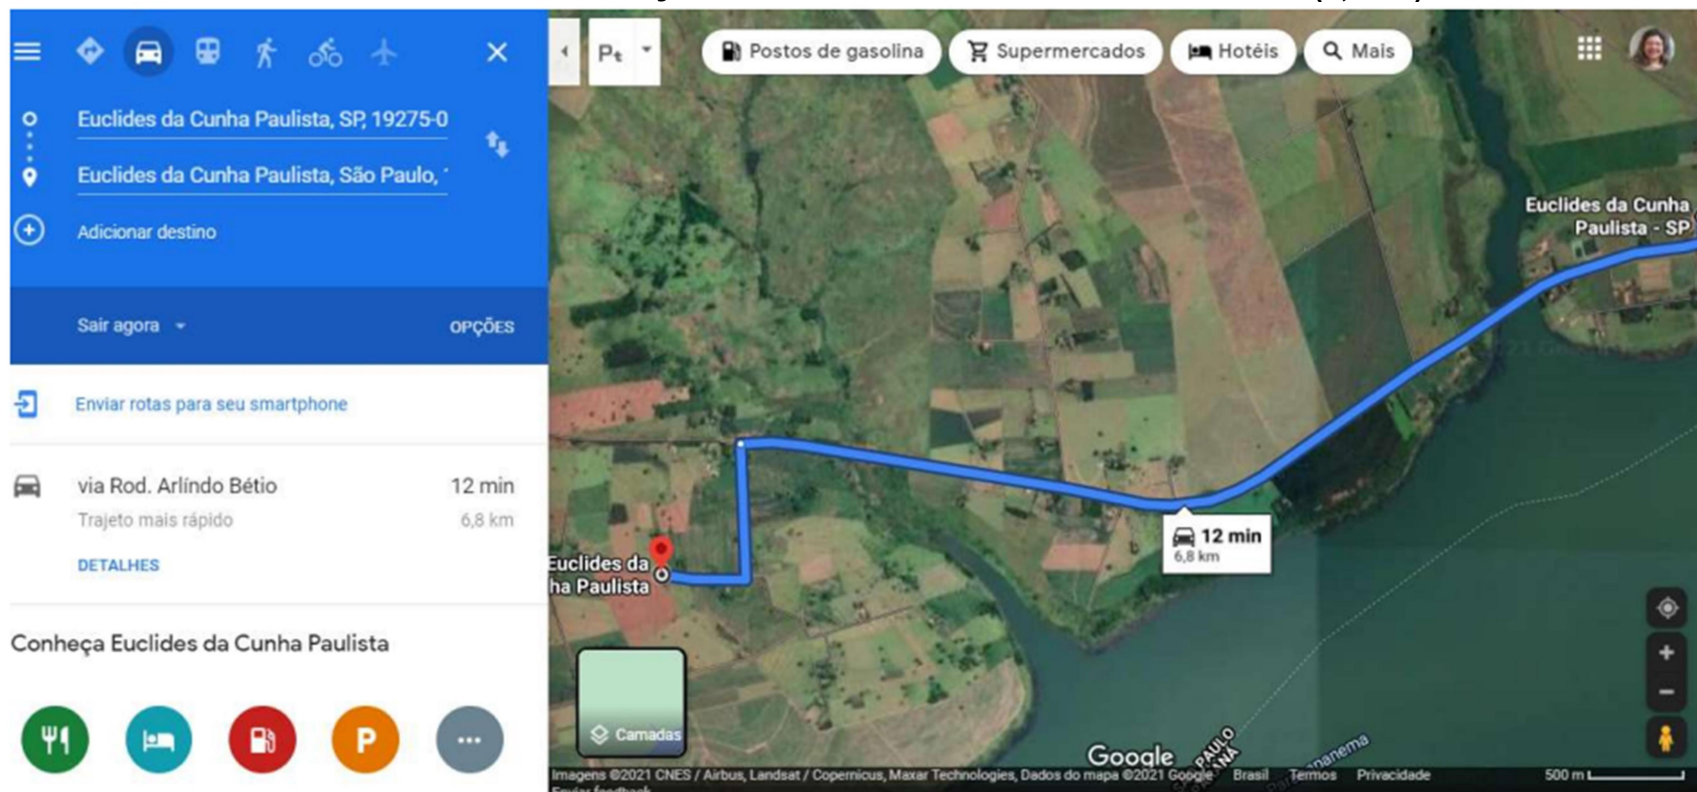 Euclides da Cunha Paulista, SP, 19275-0
Euclides da Cunha Paulista, São Paulo,
Adicionar destino
Sair agora
OPÇÕES
Enviar rotas para seu smartphone
via Rod. Arlíndo Bétio
12 min
Trajeto mais rápido
6,8 km
DETALHES
Conheça Euclides da Cunha Paulista
P
Postos de gasolina
Supermercados
Hotéis
Mais
Euclides da Cunha
Paulista - SP
12 min
6,8 km
Euclides da
ha Paulista
Camadas
Google
PAULO
Imagens ©2021 CNES / Airbus, Landsat / Copernicus, Maxar Technologies, Dados do mapa ©2021 Google
Brasil
Termos
Privacidade
500 m